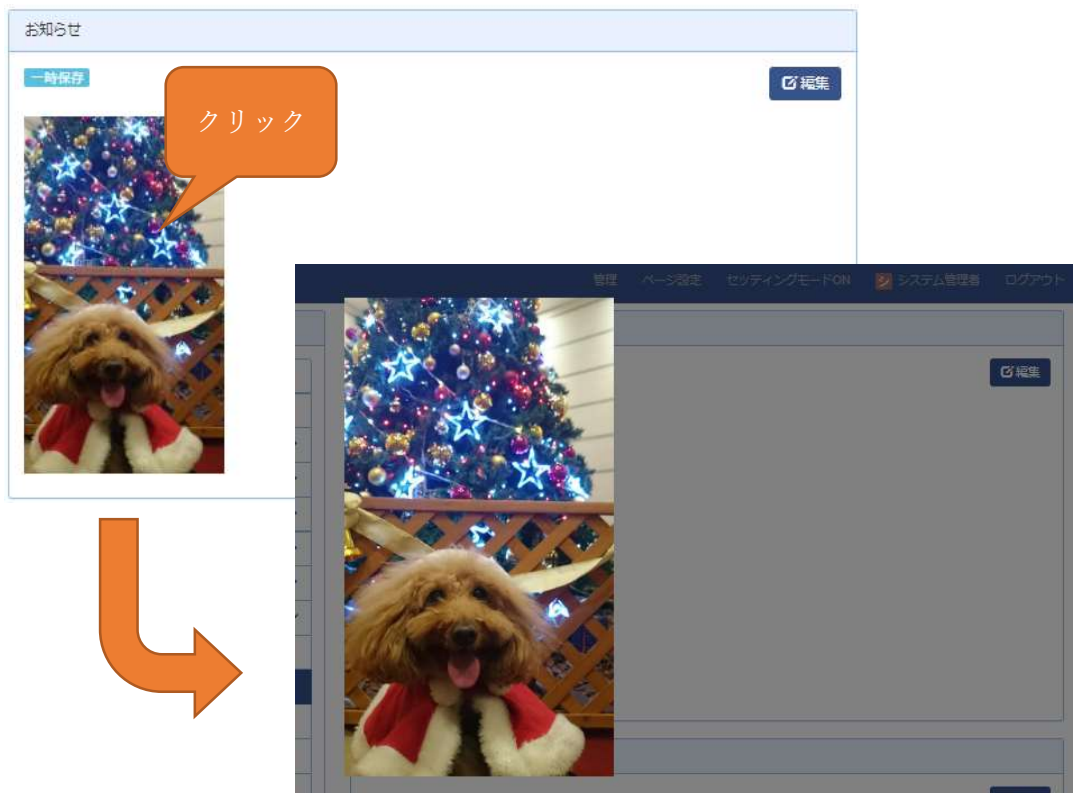 お知らせ
一時保存
編集
クリック
管理 ページ設定 セッティングモードON シ システム管理者 ログアウト
編集